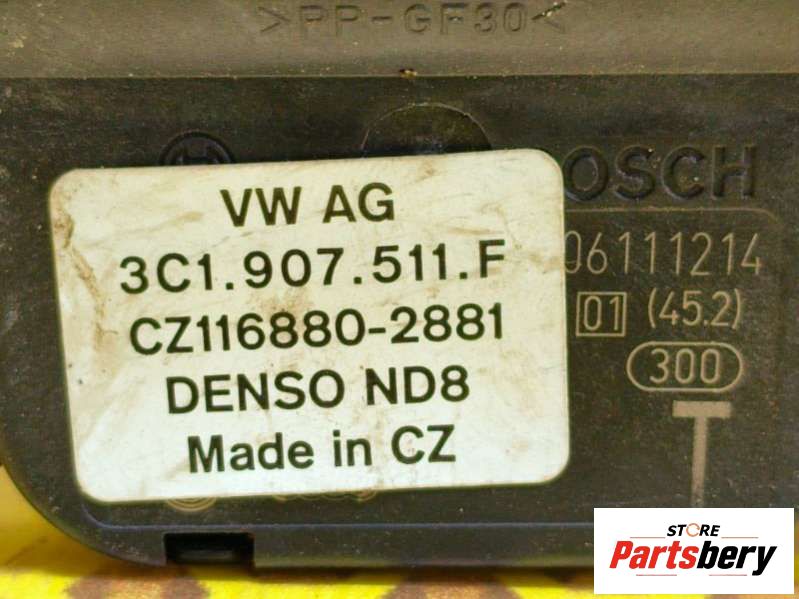 >PP-GF30<
VW AG
3C1.907.511.F
CZ116880-2881
DENSO ND8
Made in CZ
OSCH
06111214
01 (45.2)
300
T
STORE
Partsbery